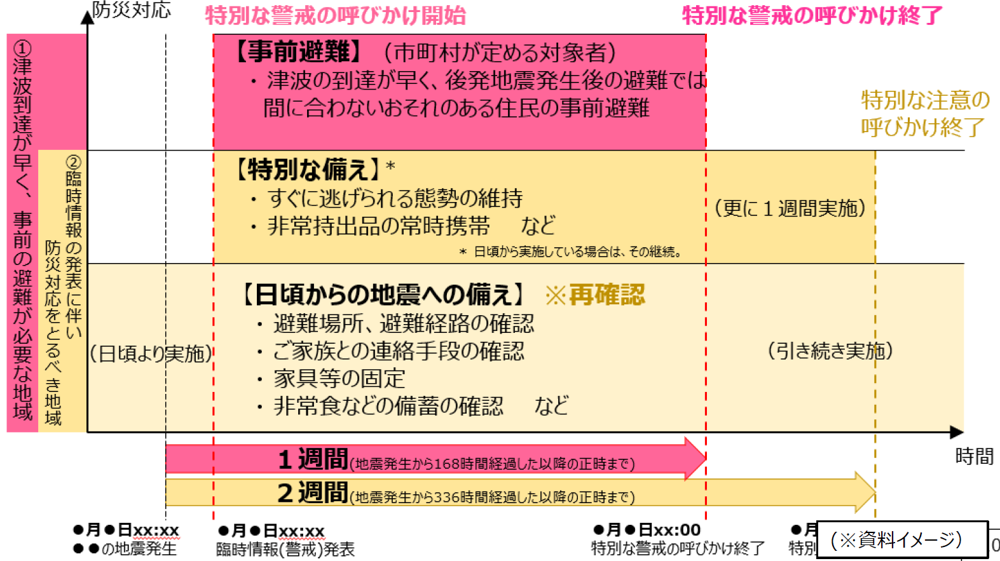 防災対応
特別な警戒の呼びかけ開始
特別な警戒の呼びかけ終了
①津波到達が早く、事前の避難が必要な地域
②臨時情報の発表に伴い
防災対応をとるべき地域
【事前避難】（市町村が定める対象者）
・津波の到達が早く、後発地震発生後の避難では
間に合わないおそれのある住民の事前避難
特別な注意の
呼びかけ終了
【特別な備え】*
・すぐに逃げられる態勢の維持
・非常持出品の常時携帯　など
（更に１週間実施）
* 日頃から実施している場合は、その継続。
【日頃からの地震への備え】 ※再確認
・避難場所、避難経路の確認
・ご家族との連絡手段の確認
・家具等の固定
・非常食などの備蓄の確認　など
（日頃より実施）
（引き続き実施）
時間
１週間(地震発生から168時間経過した以降の正時まで)
２週間(地震発生から336時間経過した以降の正時まで)
●月●日xx:xx
●●の地震発生
●月●日xx:xx
臨時情報(警戒)発表
●月●日xx:00
特別な警戒の呼びかけ終了
●月
特別
（※資料イメージ）